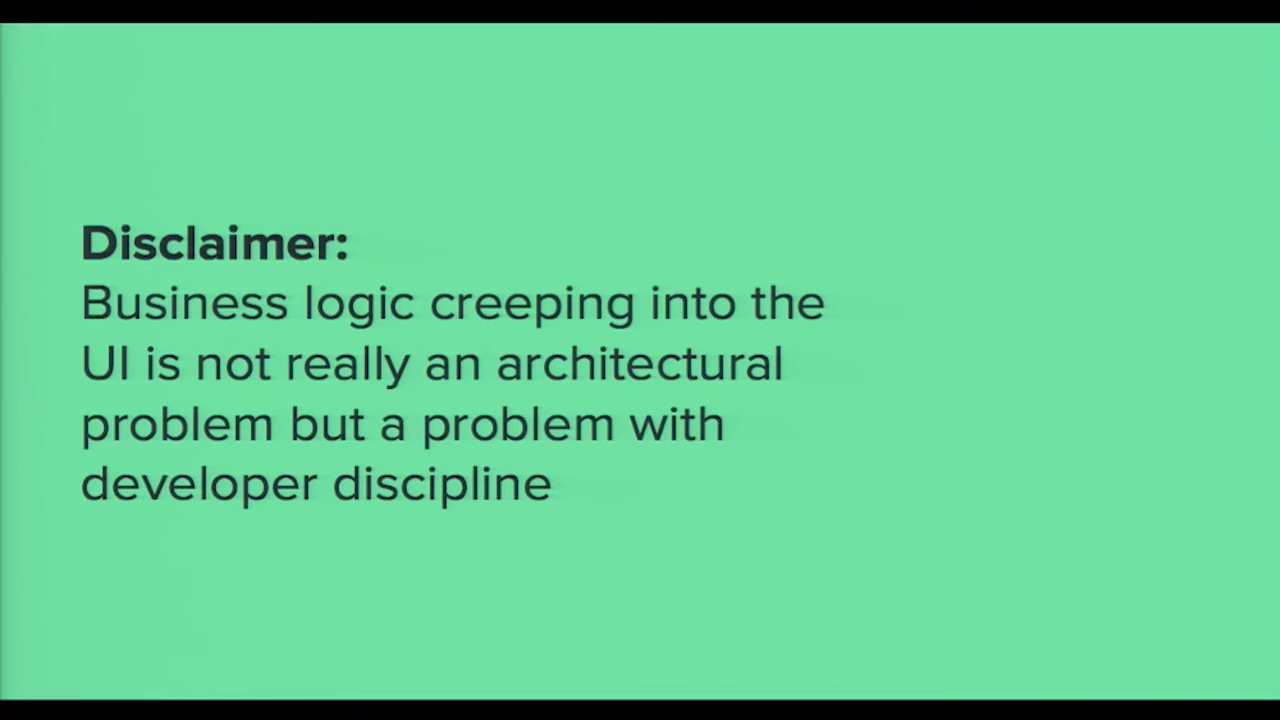 Disclaimer:
Business logic creeping into the
UI is not really an architectural
problem but a problem with
developer discipline